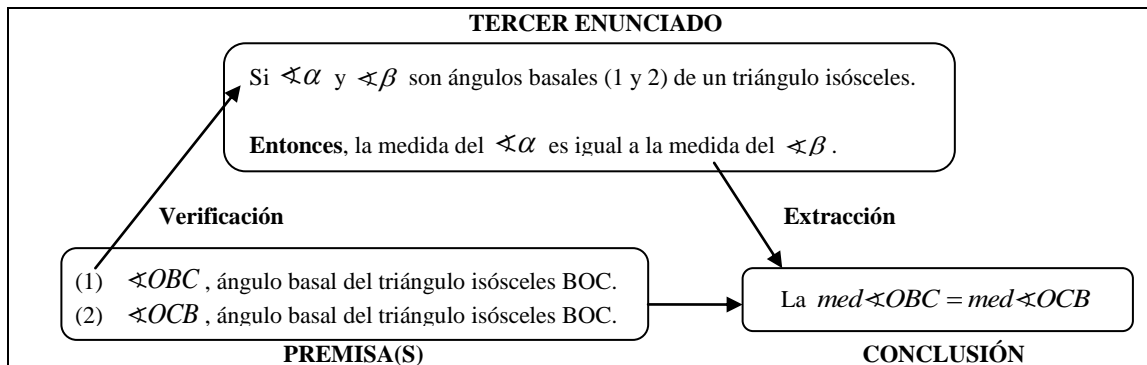 TERCER ENUNCIADO
Si ∢α y ∢β son ángulos basales (1 y 2) de un triángulo isósceles.
Entonces, la medida del ∢α es igual a la medida del ∢β.
Verificación
Extracción
(1) ∢OBC, ángulo basal del triángulo isósceles BOC.
(2) ∢OCB, ángulo basal del triángulo isósceles BOC.
La med∢OBC = med∢OCB
PREMISA(S)
CONCLUSIÓN